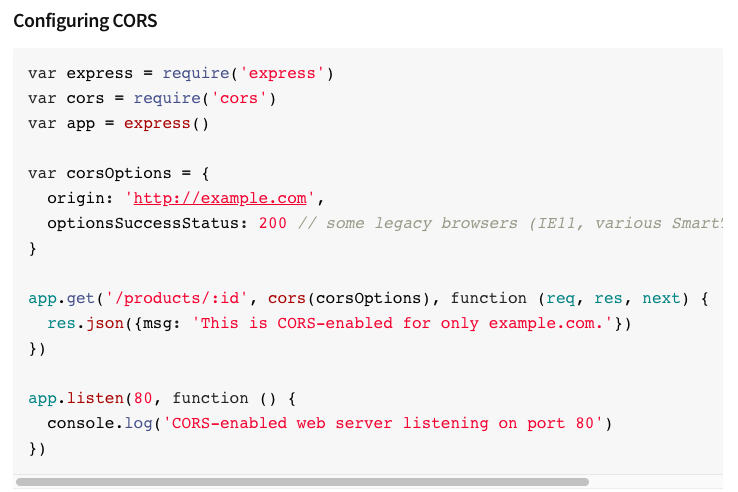 Configuring CORS
var express = require('express')
var cors = require('cors')
var app = express()
var corsOptions = {
  origin: 'http://example.com',
  optionsSuccessStatus: 200 // some legacy browsers (IE11, various Smart
}
app.get('/products/:id', cors(corsOptions), function (req, res, next) {
  res.json({msg: 'This is CORS-enabled for only example.com.'})
})
app.listen(80, function () {
  console.log('CORS-enabled web server listening on port 80')
})